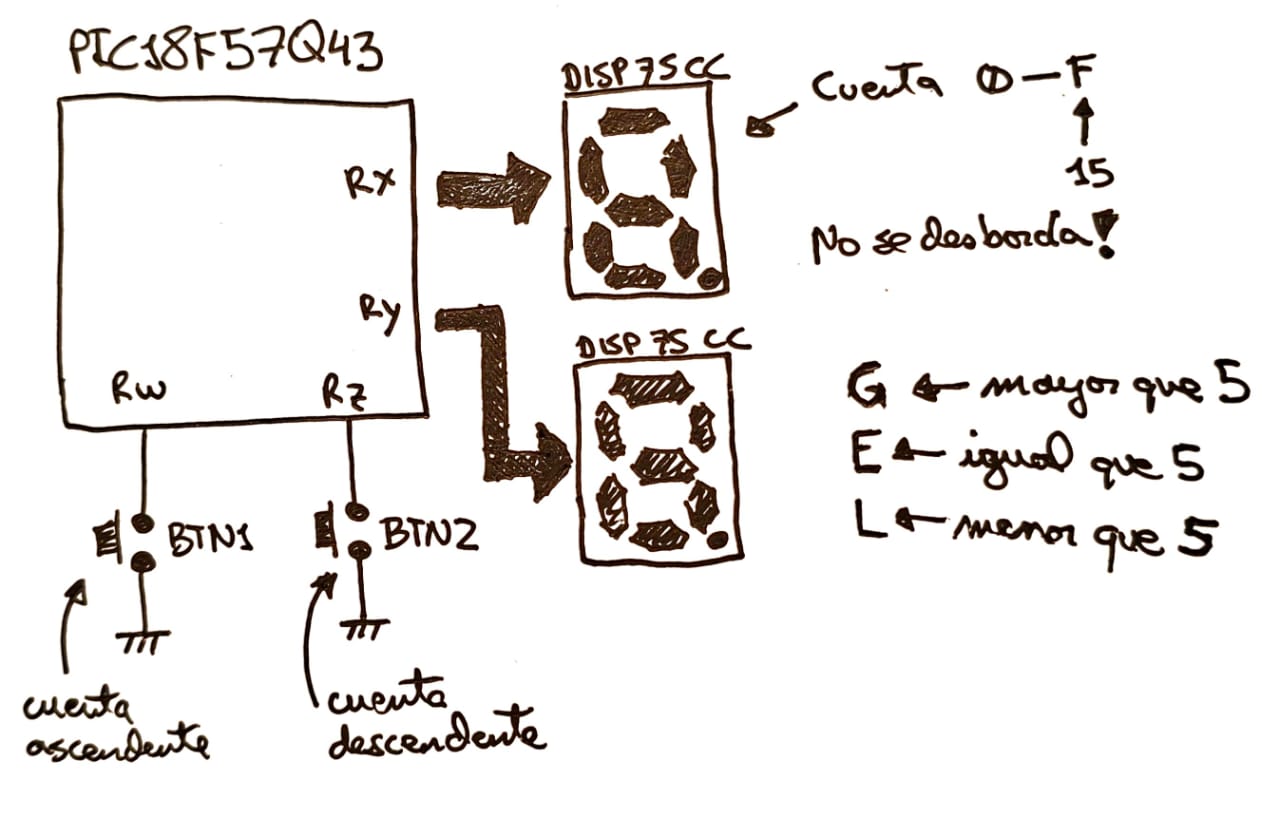 PIC18F57Q43
DISP 7S CC
Cuenta 0 — F
15
No se desborda!
Rx
Ry
DISP 7S CC
G ← mayor que 5
E ← igual que 5
L ← menor que 5
Rw
Rz
BTN1
BTN2
cuenta
ascendente
cuenta
descendente